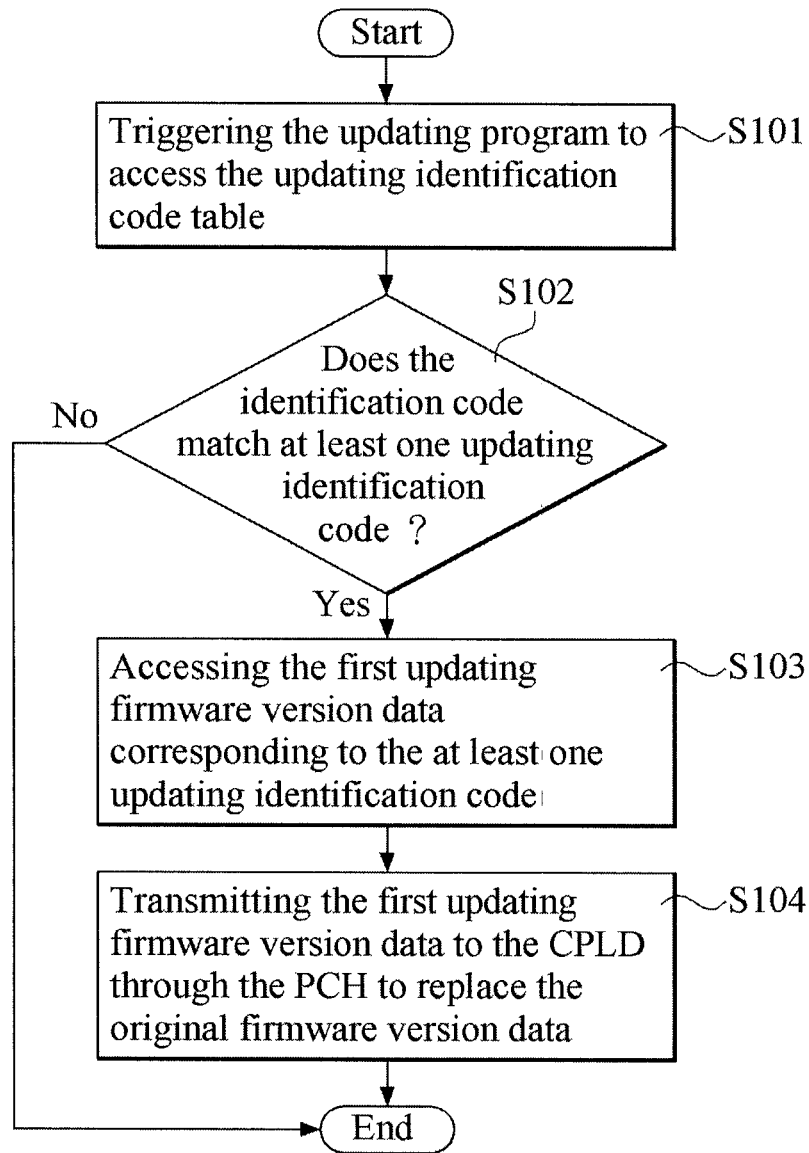 Start
Triggering the updating program to
access the updating identification
code table
S101
S102
Does the
identification code
match at least one updating
identification
code ?
No
Yes
Accessing the first updating
firmware version data
corresponding to the at least one
updating identification code
S103
Transmitting the first updating
firmware version data to the CPLD
through the PCH to replace the
original firmware version data
S104
End